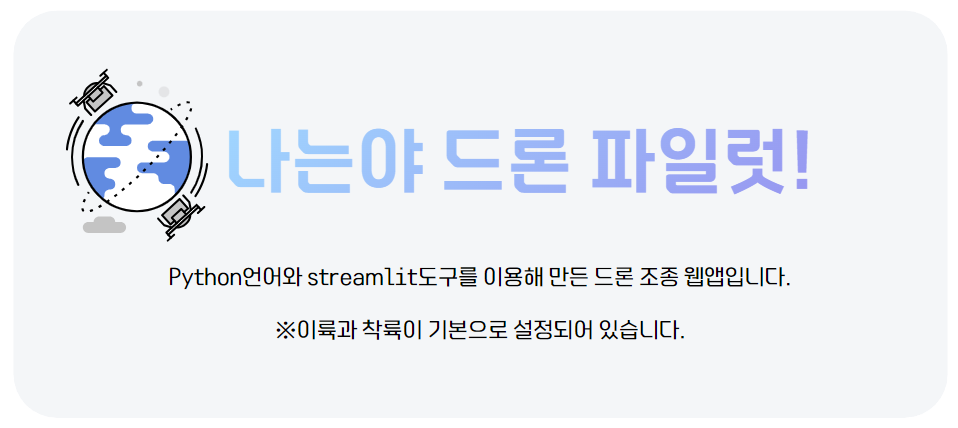 나는야 드론 파일럿!
Python언어와 streamlit도구를 이용해 만든 드론 조종 웹앱입니다.
※이륙과 착륙이 기본으로 설정되어 있습니다.